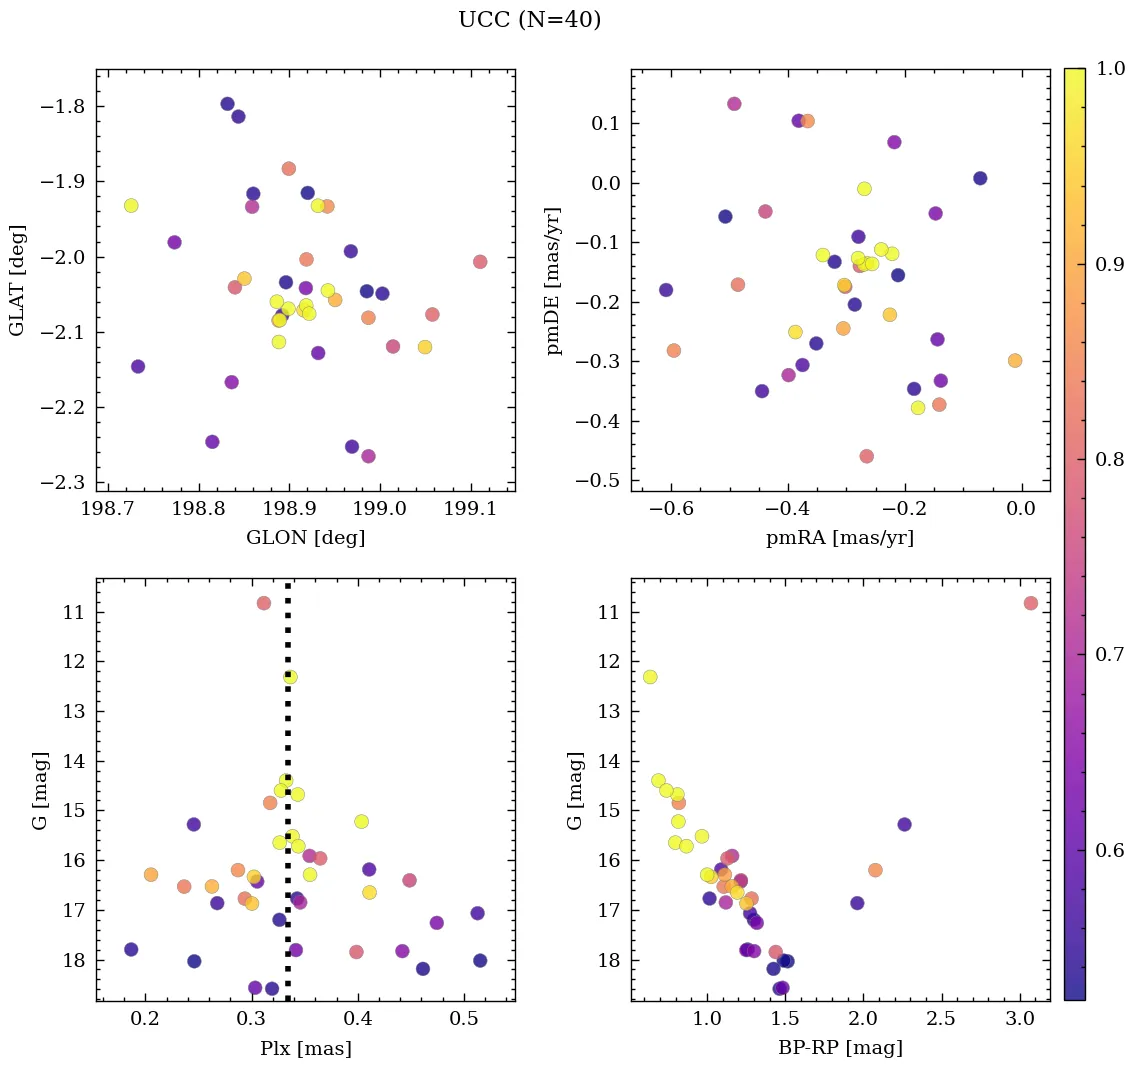 UCC (N=40)
−1.8
−1.9
−2.0
−2.1
−2.2
−2.3
GLAT [deg]
198.7 198.8 198.9 199.0 199.1
GLON [deg]
0.1
0.0
−0.1
−0.2
−0.3
−0.4
−0.5
pmDE [mas/yr]
−0.6 −0.4 −0.2 0.0
pmRA [mas/yr]
1.0
0.9
0.8
0.7
0.6
11
12
13
14
15
16
17
18
G [mag]
0.2 0.3 0.4 0.5
Plx [mas]
11
12
13
14
15
16
17
18
G [mag]
1.0 1.5 2.0 2.5 3.0
BP-RP [mag]